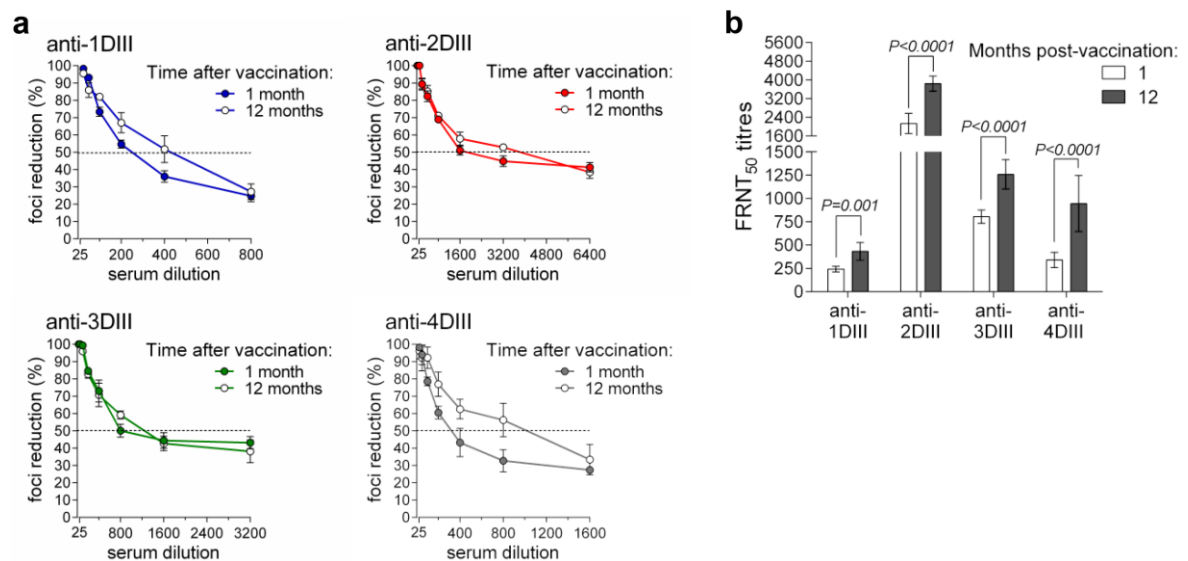 a
anti-1DIII
Time after vaccination:
1 month
12 months
foci reduction (%)
100
90
80
70
60
50
40
30
20
10
0
25 200 400 600 800
serum dilution
anti-2DIII
Time after vaccination:
1 month
12 months
foci reduction (%)
100
90
80
70
60
50
40
30
20
10
0
25 1600 3200 4800 6400
serum dilution
anti-3DIII
Time after vaccination:
1 month
12 months
foci reduction (%)
100
90
80
70
60
50
40
30
20
10
0
25 800 1600 2400 3200
serum dilution
anti-4DIII
Time after vaccination:
1 month
12 months
foci reduction (%)
100
90
80
70
60
50
40
30
20
10
0
25 400 800 1200 1600
serum dilution
b
Months post-vaccination:
1
12
FRNT50 titres
5600
5200
4800
4400
4000
3600
3200
2800
2400
2000
1600
1250
1000
750
500
250
P=0.001
P<0.0001
P<0.0001
P<0.0001
anti- anti- anti- anti-
1DIII 2DIII 3DIII 4DIII